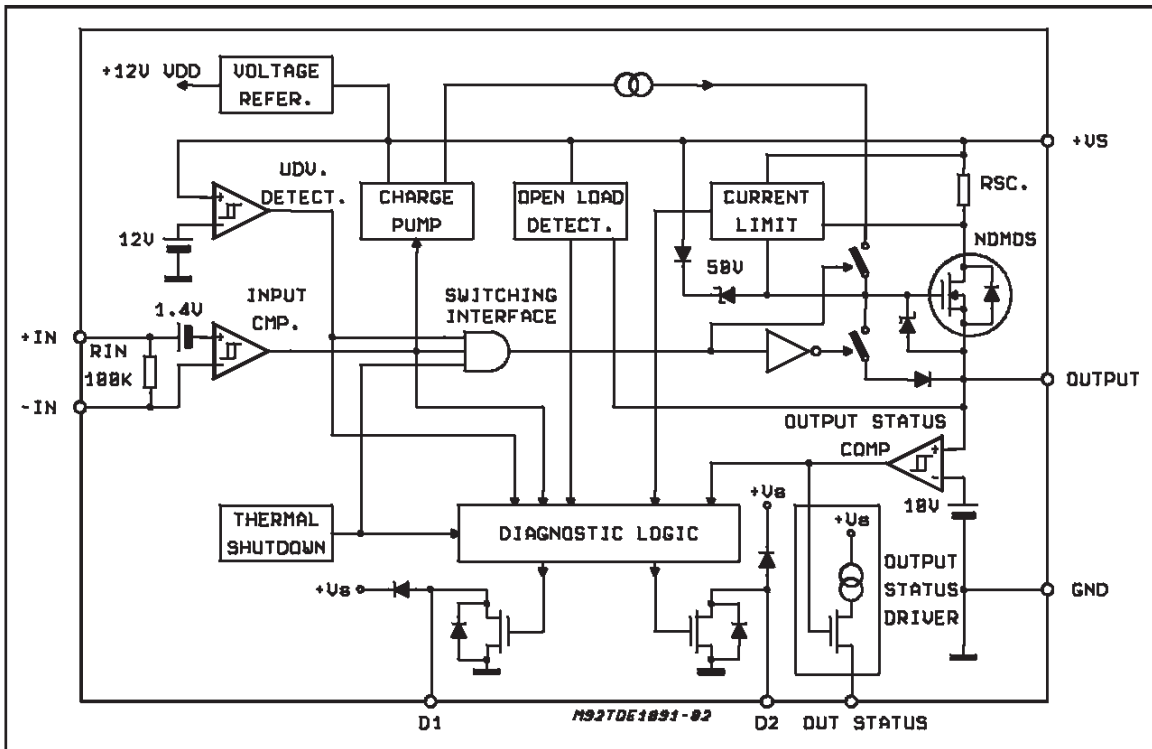 +12V VDD
VOLTAGE
REFER.
+VS
UDV.
DETECT.
CHARGE
PUMP
OPEN LOAD
DETECT.
CURRENT
LIMIT
RSC.
NDMOS
+
-
12V
50V
INPUT
CMP.
1.4V
SWITCHING
INTERFACE
+IN
RIN
100K
-IN
+
-
OUTPUT
OUTPUT STATUS
COMP
+
-
10V
THERMAL
SHUTDOWN
DIAGNOSTIC LOGIC
+Vs
+Vs
+Vs
OUTPUT
STATUS
DRIVER
GND
D1
M92TDE1891-02
D2
OUT STATUS